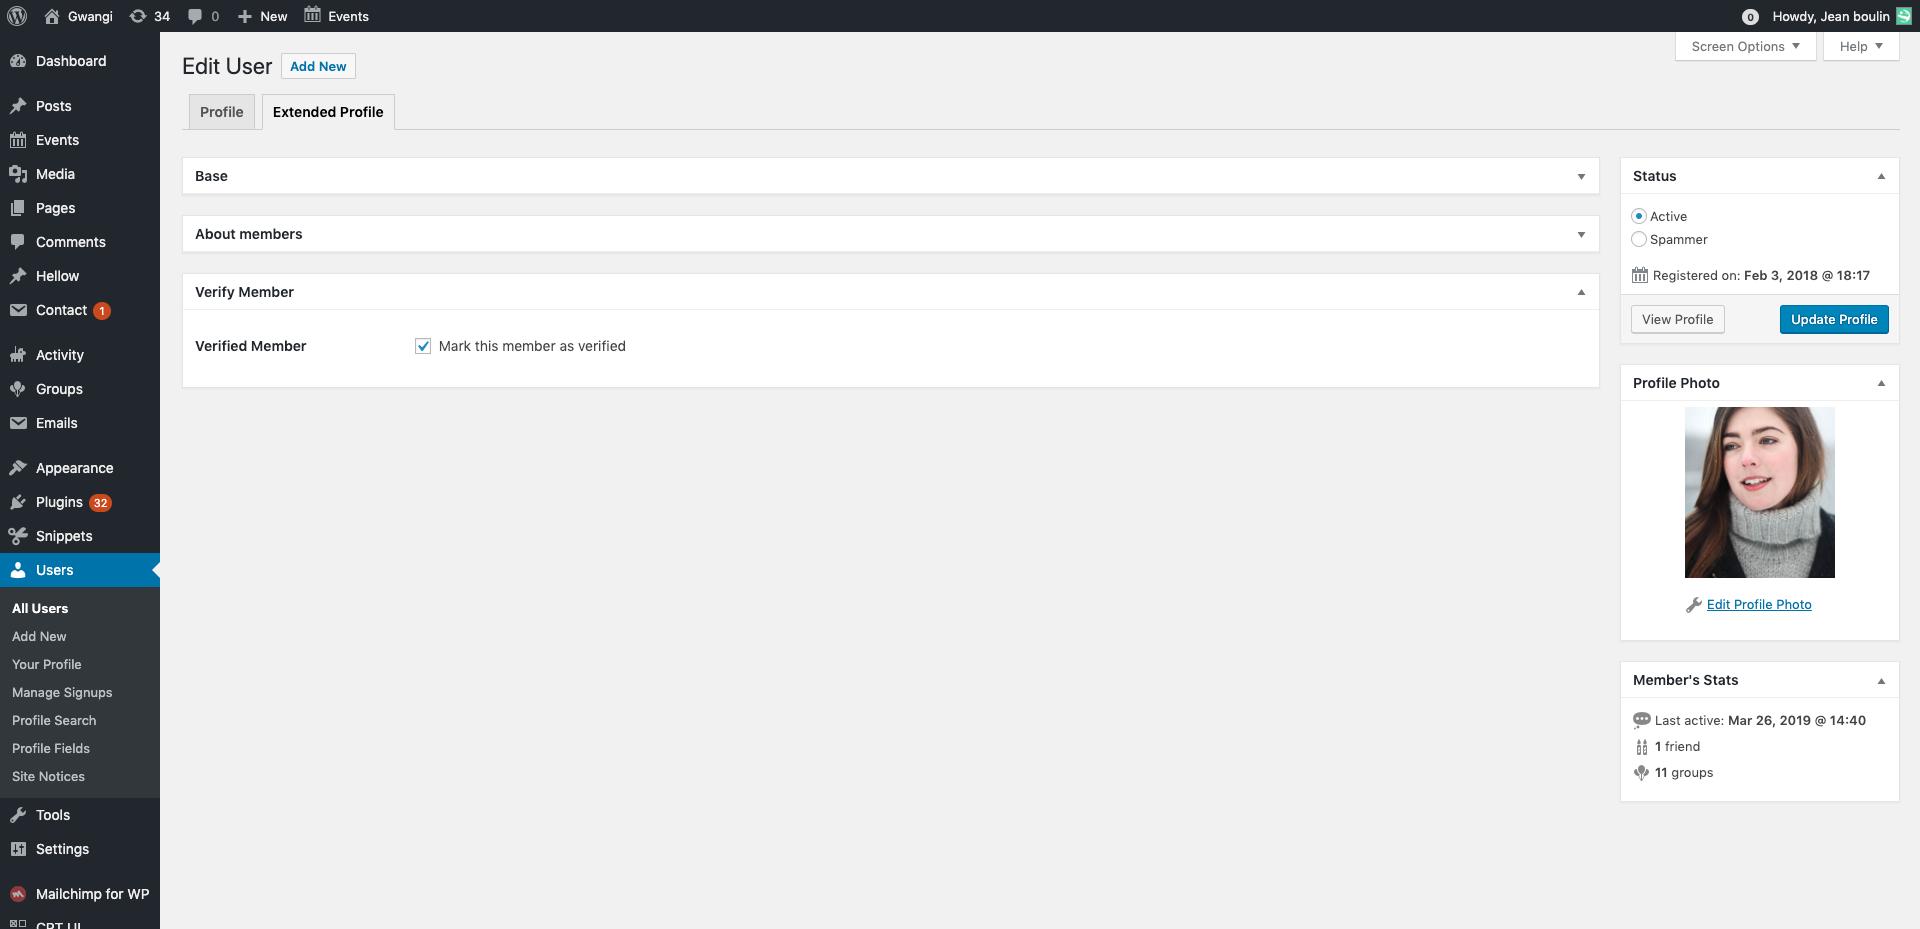 Gwangi
34
0
New
Events
0
Howdy, Jean boulin
Screen Options
Help
Dashboard
Posts
Events
Media
Pages
Comments
Hellow
Contact 1
Activity
Groups
Emails
Appearance
Plugins 32
Snippets
Users
All Users
Add New
Your Profile
Manage Signups
Profile Search
Profile Fields
Site Notices
Tools
Settings
Mailchimp for WP
CPT UI
Edit User
Add New
Profile
Extended Profile
Base
About members
Verify Member
Verified Member
Mark this member as verified
Status
Active
Spammer
Registered on: Feb 3, 2018 @ 18:17
View Profile
Update Profile
Profile Photo
Edit Profile Photo
Member's Stats
Last active: Mar 26, 2019 @ 14:40
1 friend
11 groups